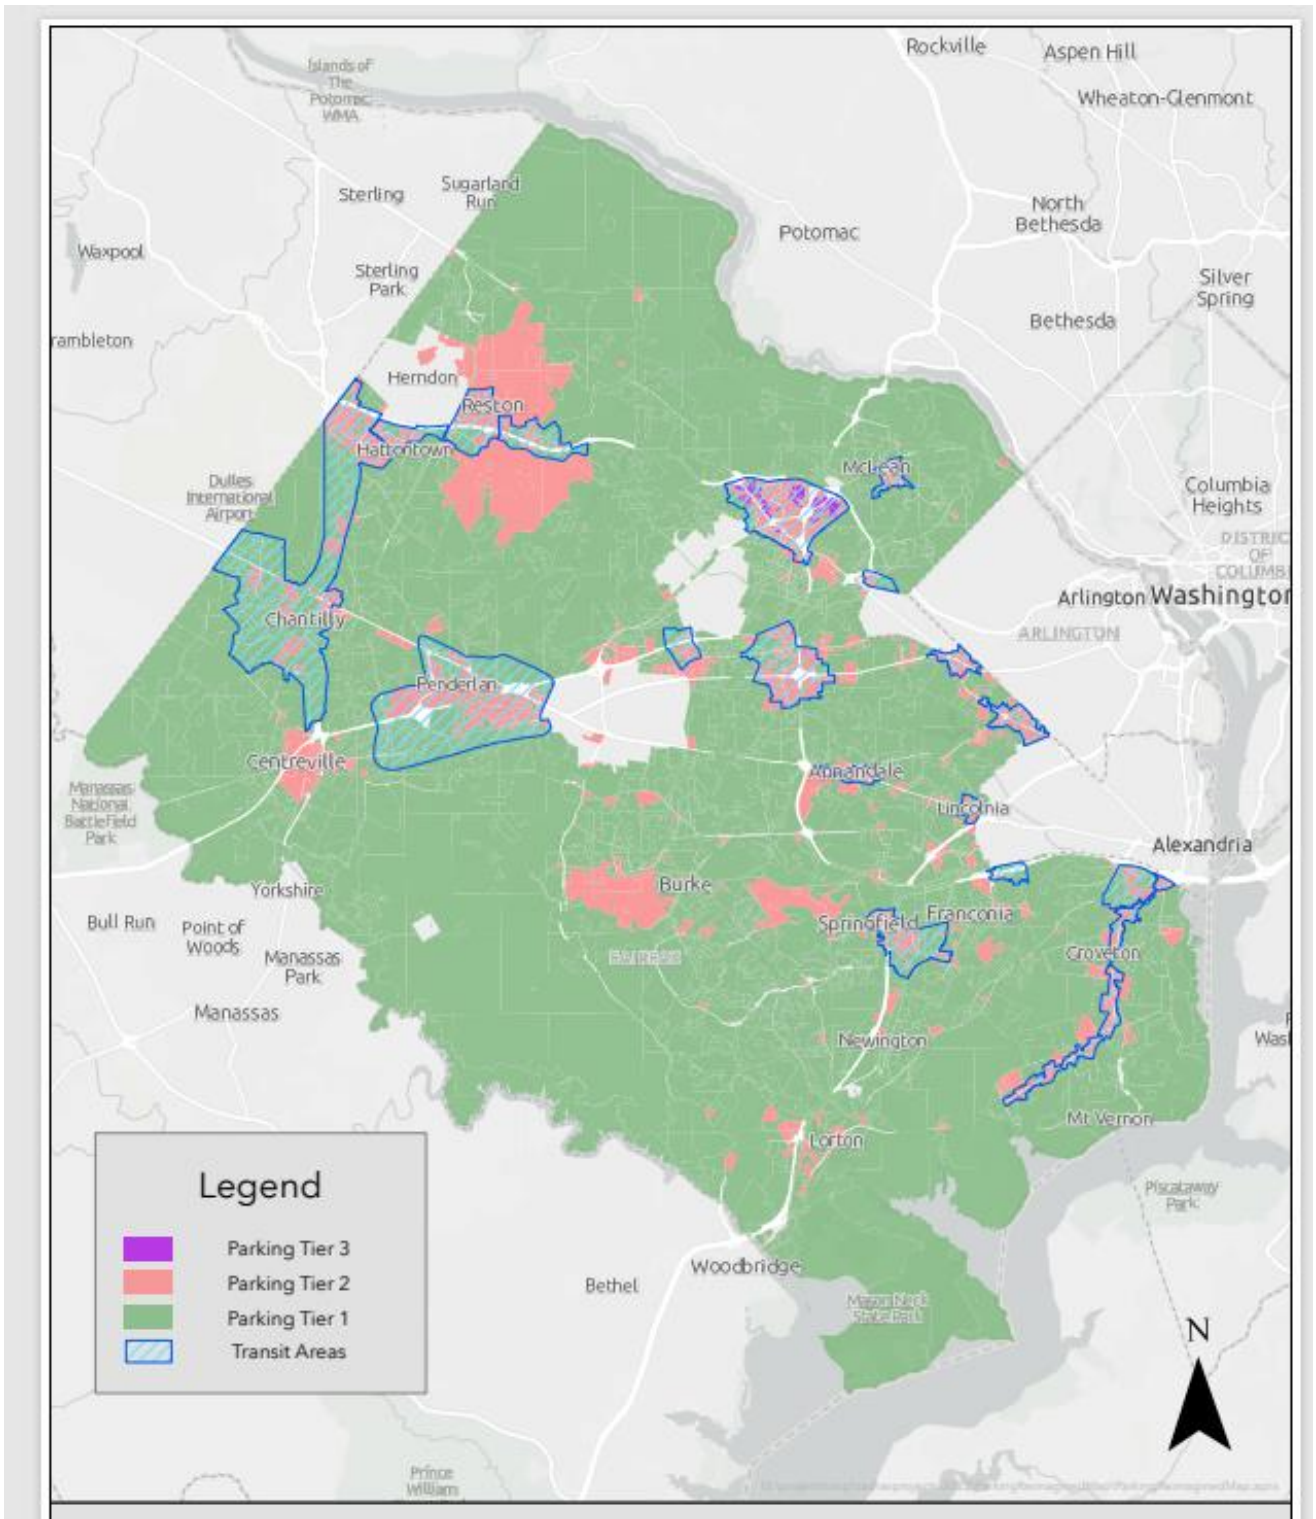 Rockville
Aspen Hill
Islands of
The
Potomac
WMA
Wheaton-Glenmont
Sterling
Sugarland
Run
North
Bethesda
Potomac
Waxpool
Sterling
Park
Silver
Spring
Bethesda
rambleton
Herndon
Reston
Hattontown
McLean
Dulles
International
Airport
Columbia
Heights
DISTRIC
OF
COLUMBI
Arlington
Washington
Chantilly
ARLINGTON
Penderlan
Centreville
Annandale
Manassas
National
Battlefield
Park
Lincolnia
Alexandria
Yorkshire
Burke
Bull Run
Point of
Woods
Springfield
Franconia
Groveton
Manassas
Park
FAIRFAX
Manassas
Newington
Wash
Mt Vernon
Lorton
Legend
Parking Tier 3
Parking Tier 2
Parking Tier 1
Transit Areas
Piscataway
Park
Woodbridge
Bethel
Mason Neck
State Park
N
Prince
William